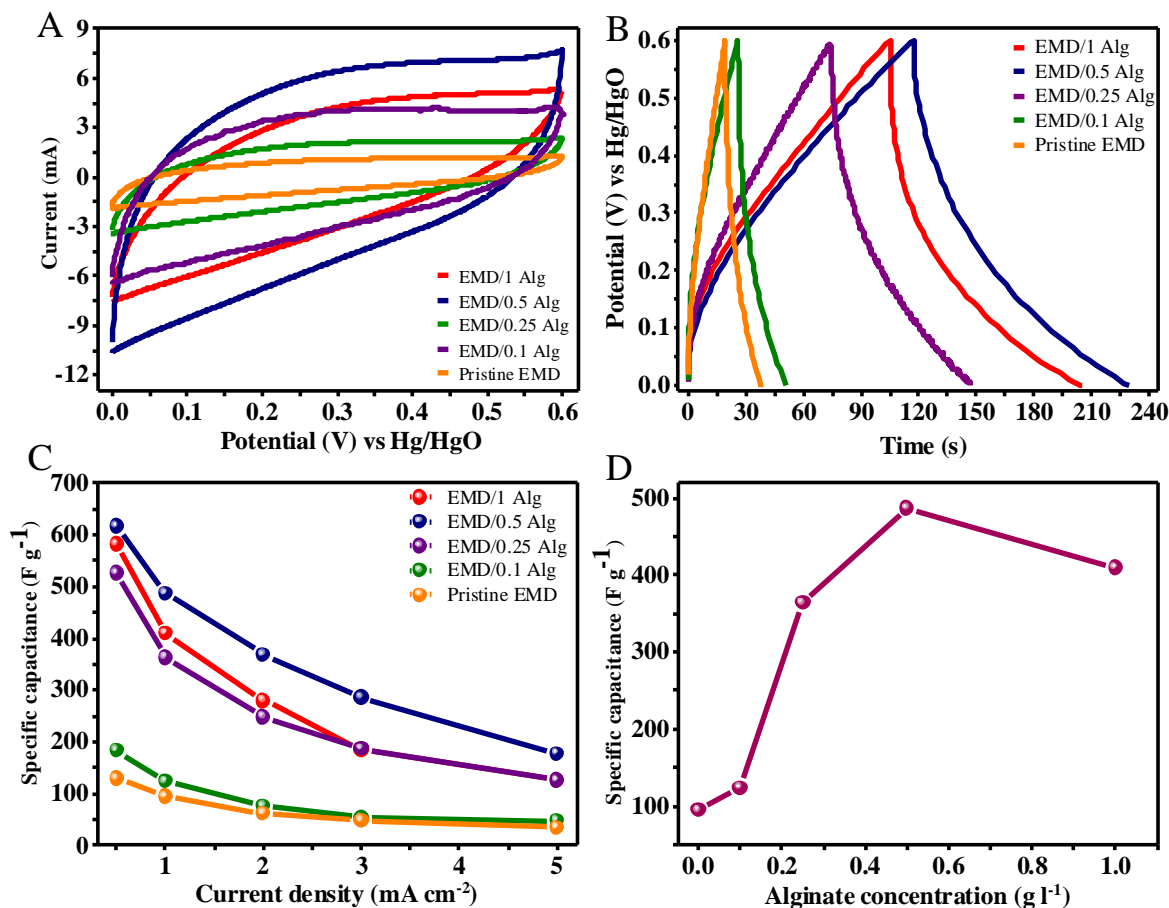 A
9
6
3
0
-3
-6
-9
-12
Current (mA)
0.0 0.1 0.2 0.3 0.4 0.5 0.6
Potential (V) vs Hg/HgO
EMD/1 Alg
EMD/0.5 Alg
EMD/0.25 Alg
EMD/0.1 Alg
Pristine EMD
B
0.6
0.5
0.4
0.3
0.2
0.1
0.0
Potential (V) vs Hg/HgO
0 30 60 90 120 150 180 210 240
Time (s)
EMD/1 Alg
EMD/0.5 Alg
EMD/0.25 Alg
EMD/0.1 Alg
Pristine EMD
C
700
600
500
400
300
200
100
0
Specific capacitance (F g-1)
1 2 3 4 5
Current density (mA cm-2)
EMD/1 Alg
EMD/0.5 Alg
EMD/0.25 Alg
EMD/0.1 Alg
Pristine EMD
D
500
400
300
200
100
Specific capacitance (F g-1)
0.0 0.2 0.4 0.6 0.8 1.0
Alginate concentration (g l-1)